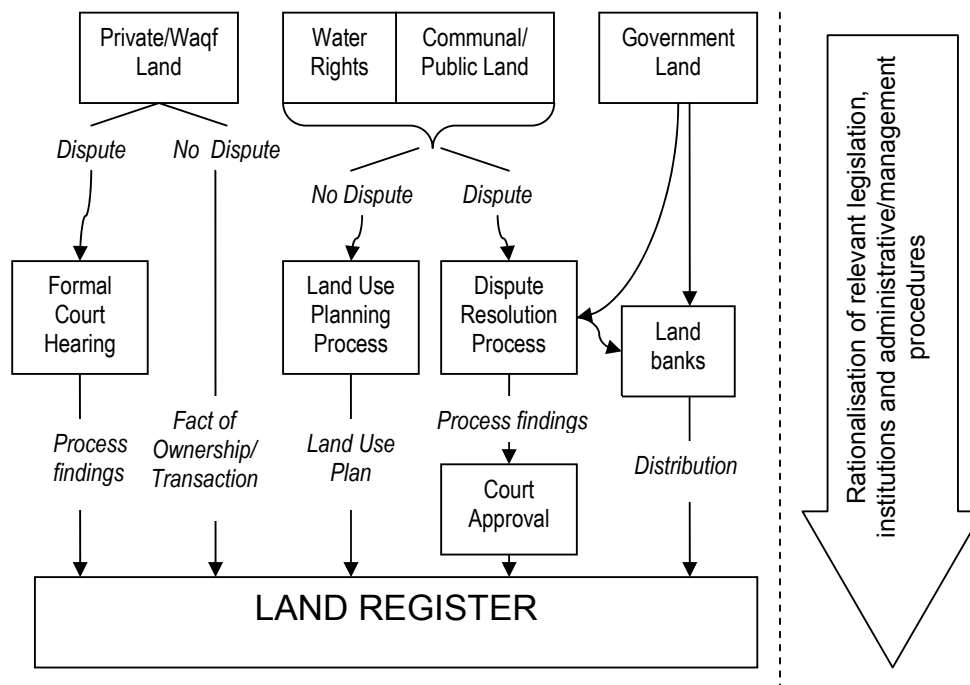 Private/Waqf
Land
Water
Rights
Communal/
Public Land
Government
Land
Dispute
No Dispute
No Dispute
Dispute
Formal
Court
Hearing
Land Use
Planning
Process
Dispute
Resolution
Process
Land
banks
Process
findings
Fact of
Ownership/
Transaction
Land Use
Plan
Process findings
Distribution
Court
Approval
LAND REGISTER
Rationalisation of relevant legislation,
institutions and administrative/management
procedures